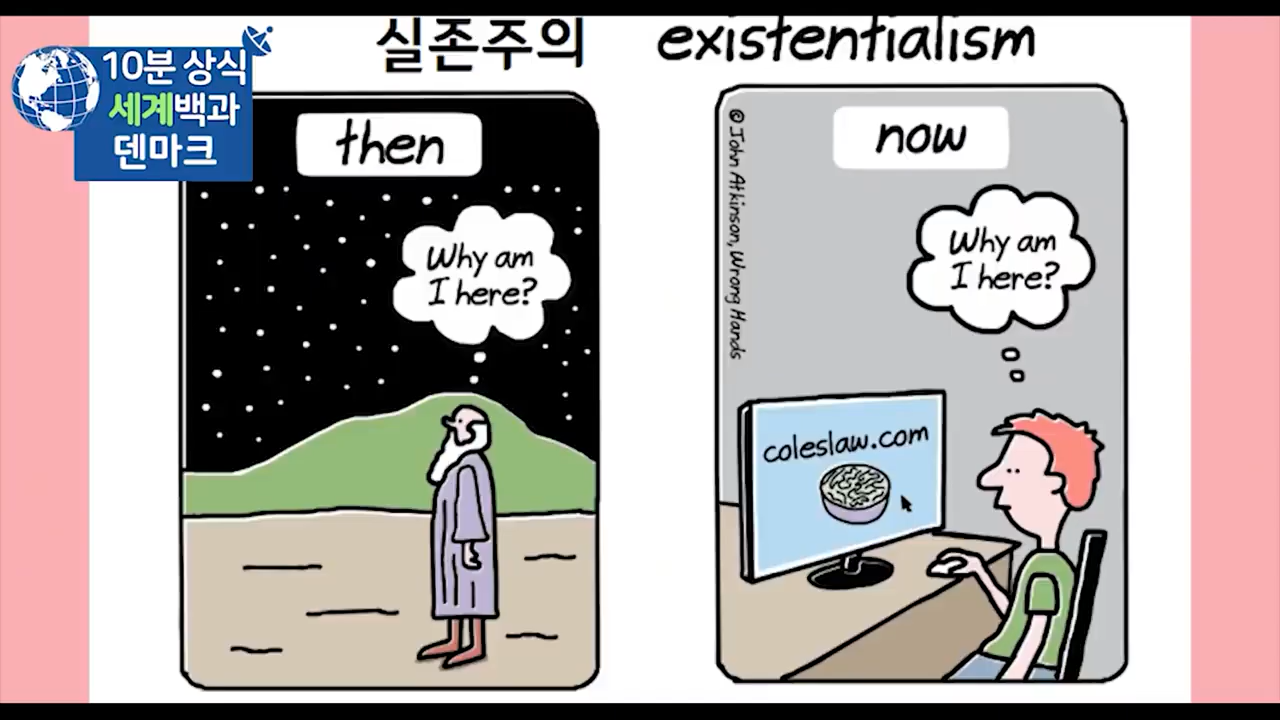 10분 상식
세계백과
덴마크
실존주의 existentialism
then
Why am
I here?
now
© John Atkinson, Wrong Hands
Why am
I here?
coleslaw.com